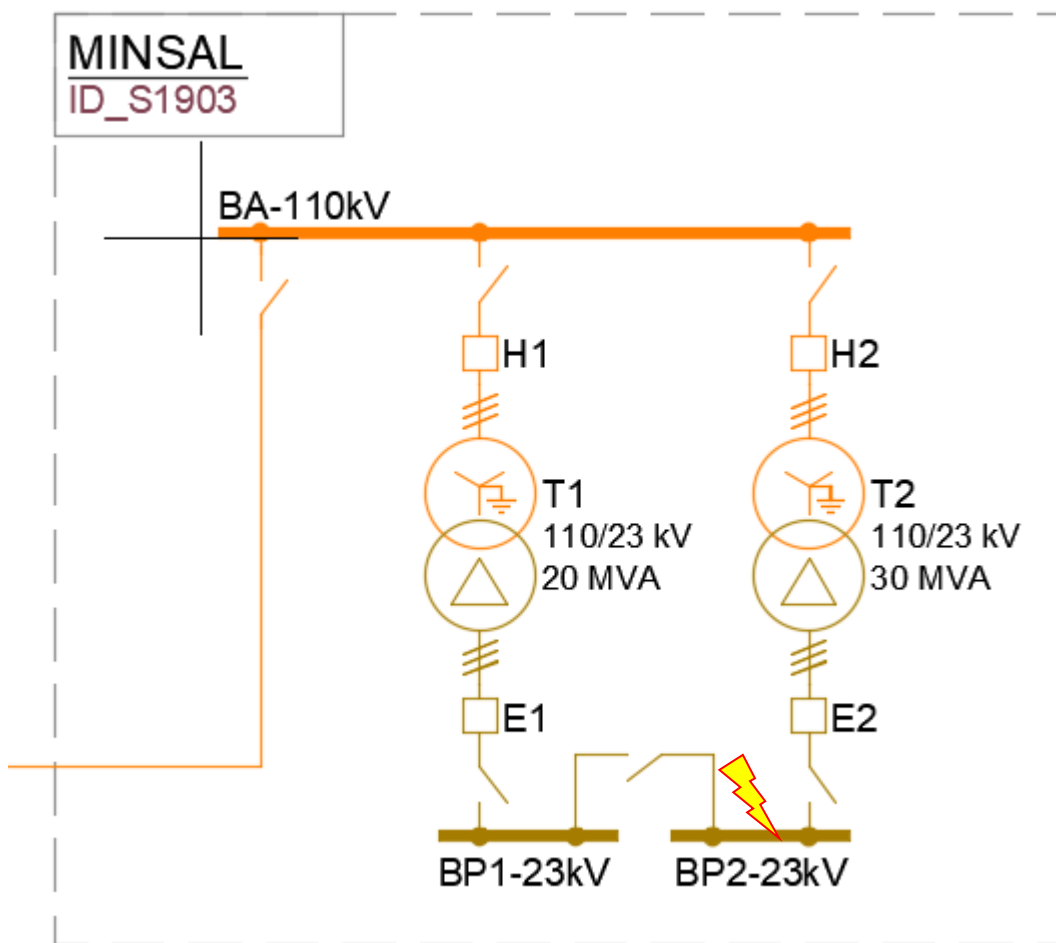 MINSAL
ID_S1903
BA-110kV
H1
H2
T1
110/23 kV
20 MVA
T2
110/23 kV
30 MVA
E1
E2
BP1-23kV
BP2-23kV